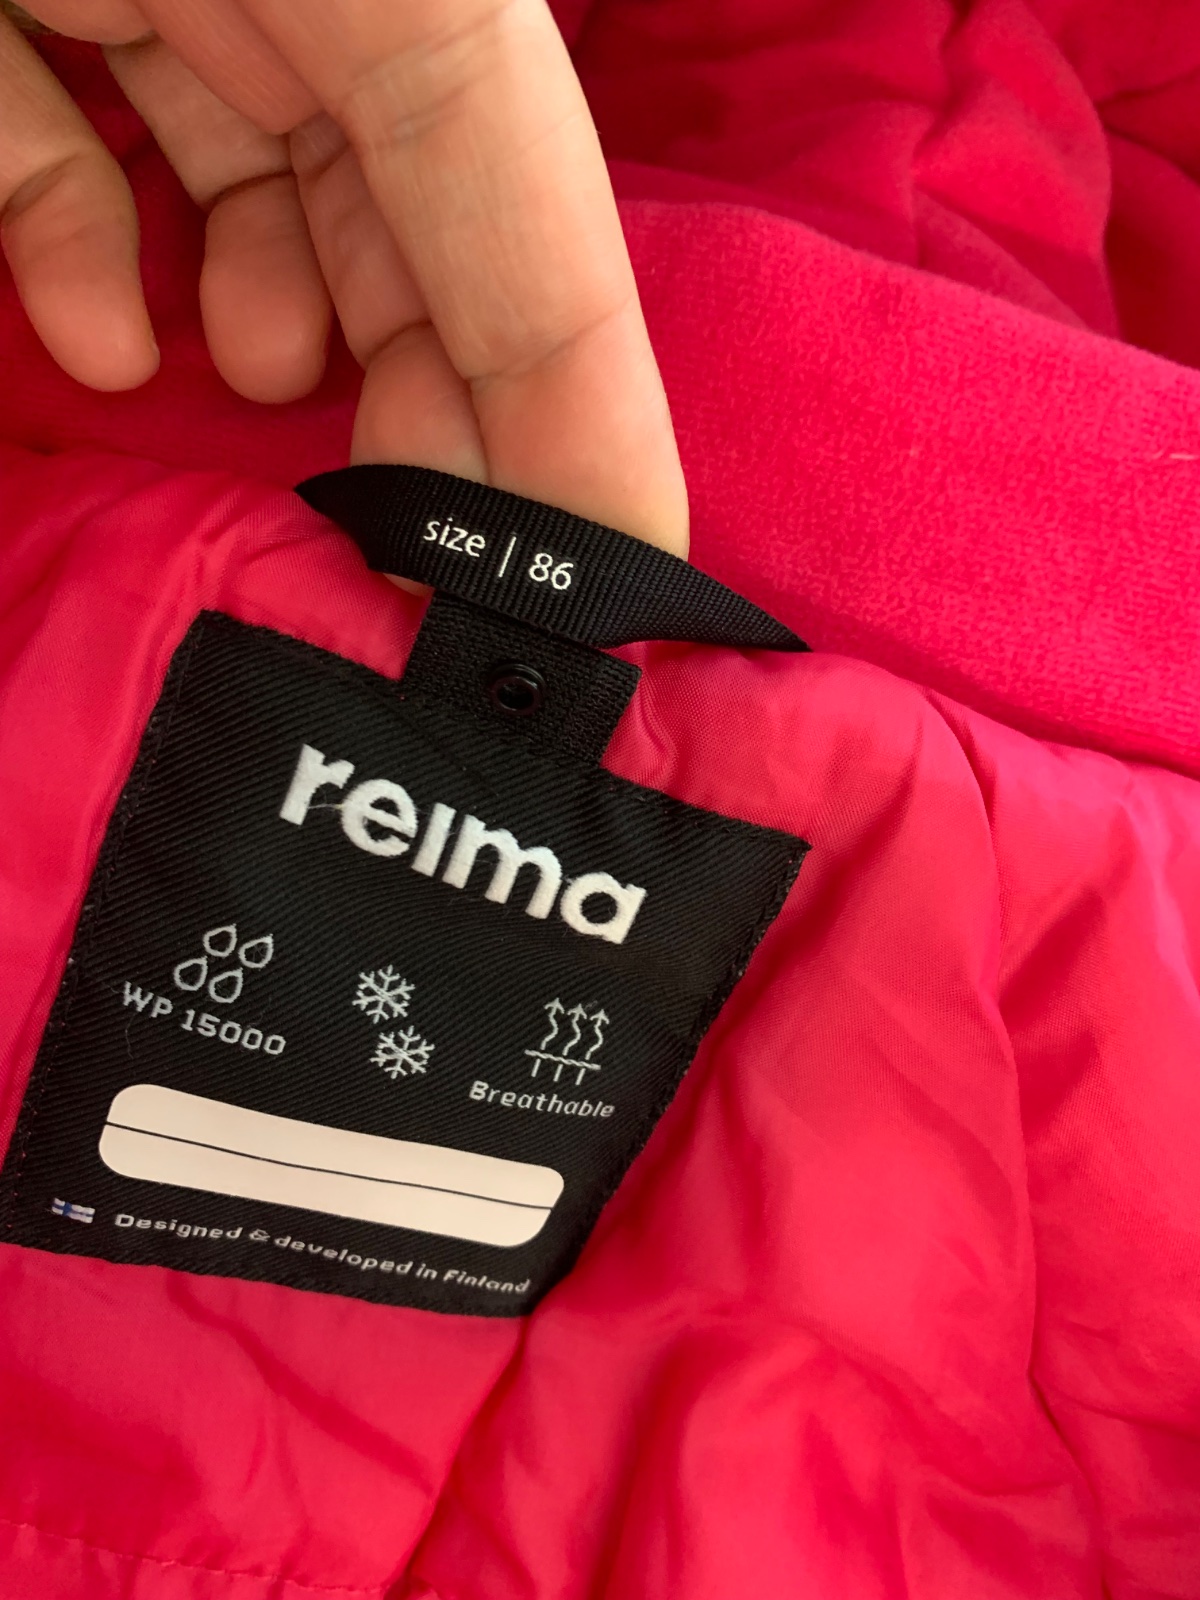 size | 86
reima
WP 15000
Breathable
Designed & developed in Finland